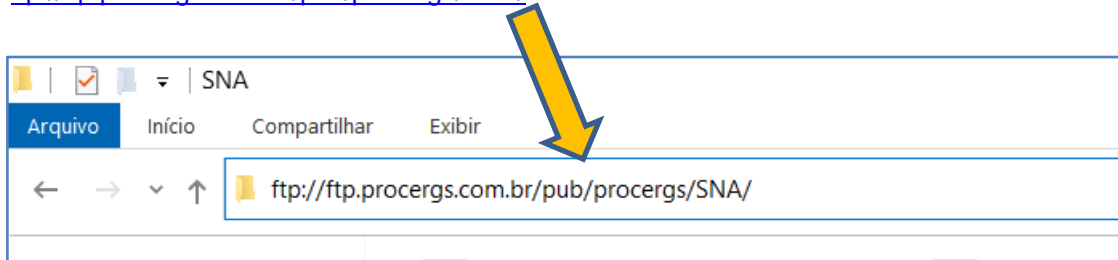 SNA
Arquivo Início Compartilhar Exibir
ftp://ftp.procergs.com.br/pub/procergs/SNA/